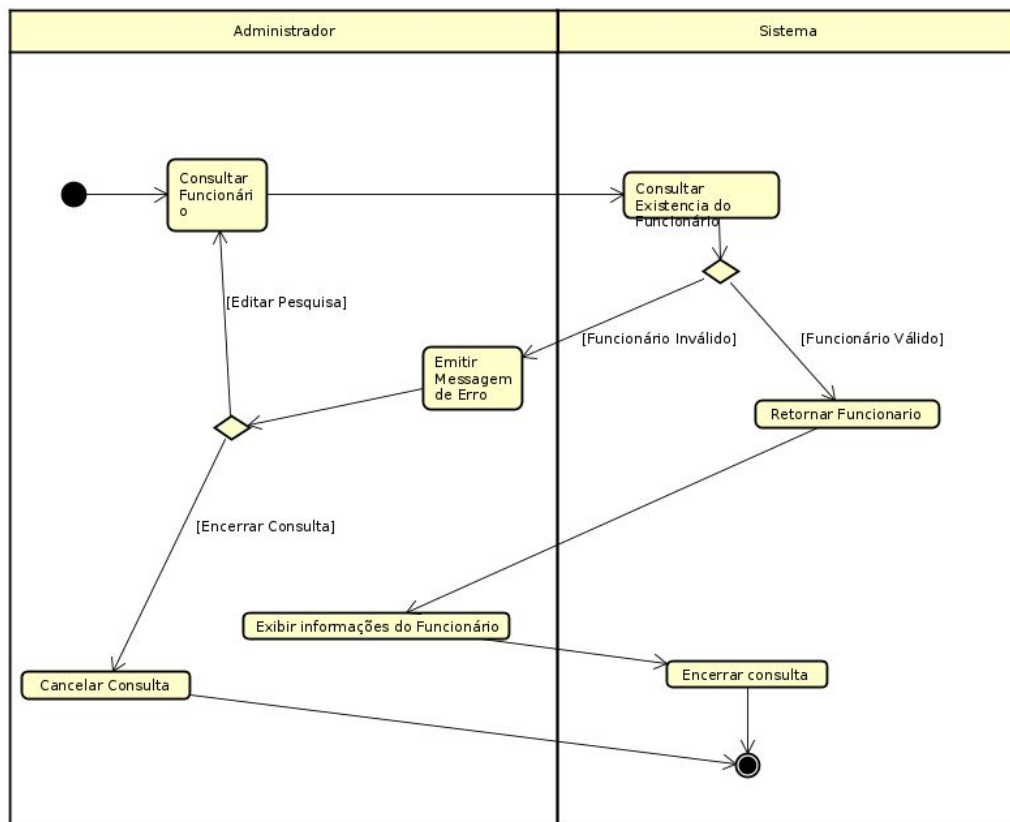 Administrador
Sistema
Consultar
Funcionári
o
Consultar
Existencia do
Funcionário
[Editar Pesquisa]
[Funcionário Inválido]
[Funcionário Válido]
Emitir
Messagem
de Erro
Retornar Funcionario
[Encerrar Consulta]
Exibir informações do Funcionário
Cancelar Consulta
Encerrar consulta